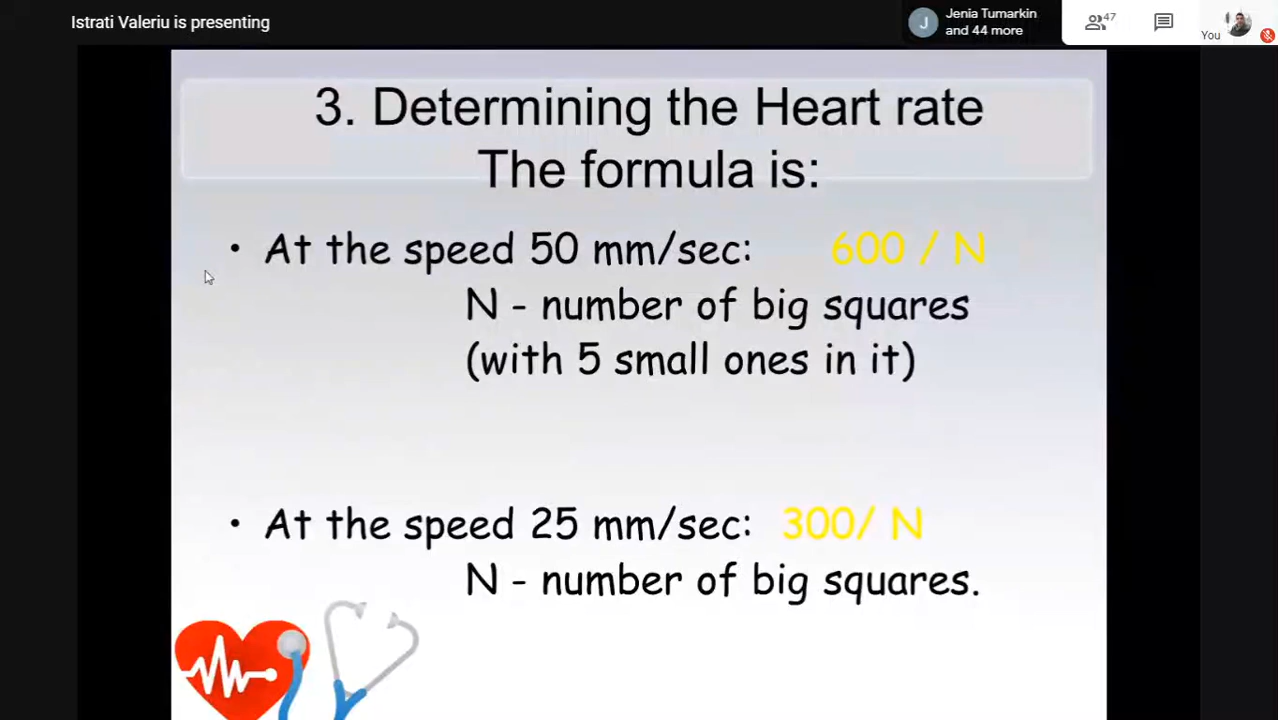 Istrati Valeriu is presenting
J
Jenia Tumarkin
and 44 more
47
You
3. Determining the Heart rate
The formula is:
• At the speed 50 mm/sec: 600 / N
N - number of big squares
(with 5 small ones in it)
• At the speed 25 mm/sec: 300/ N
N - number of big squares.